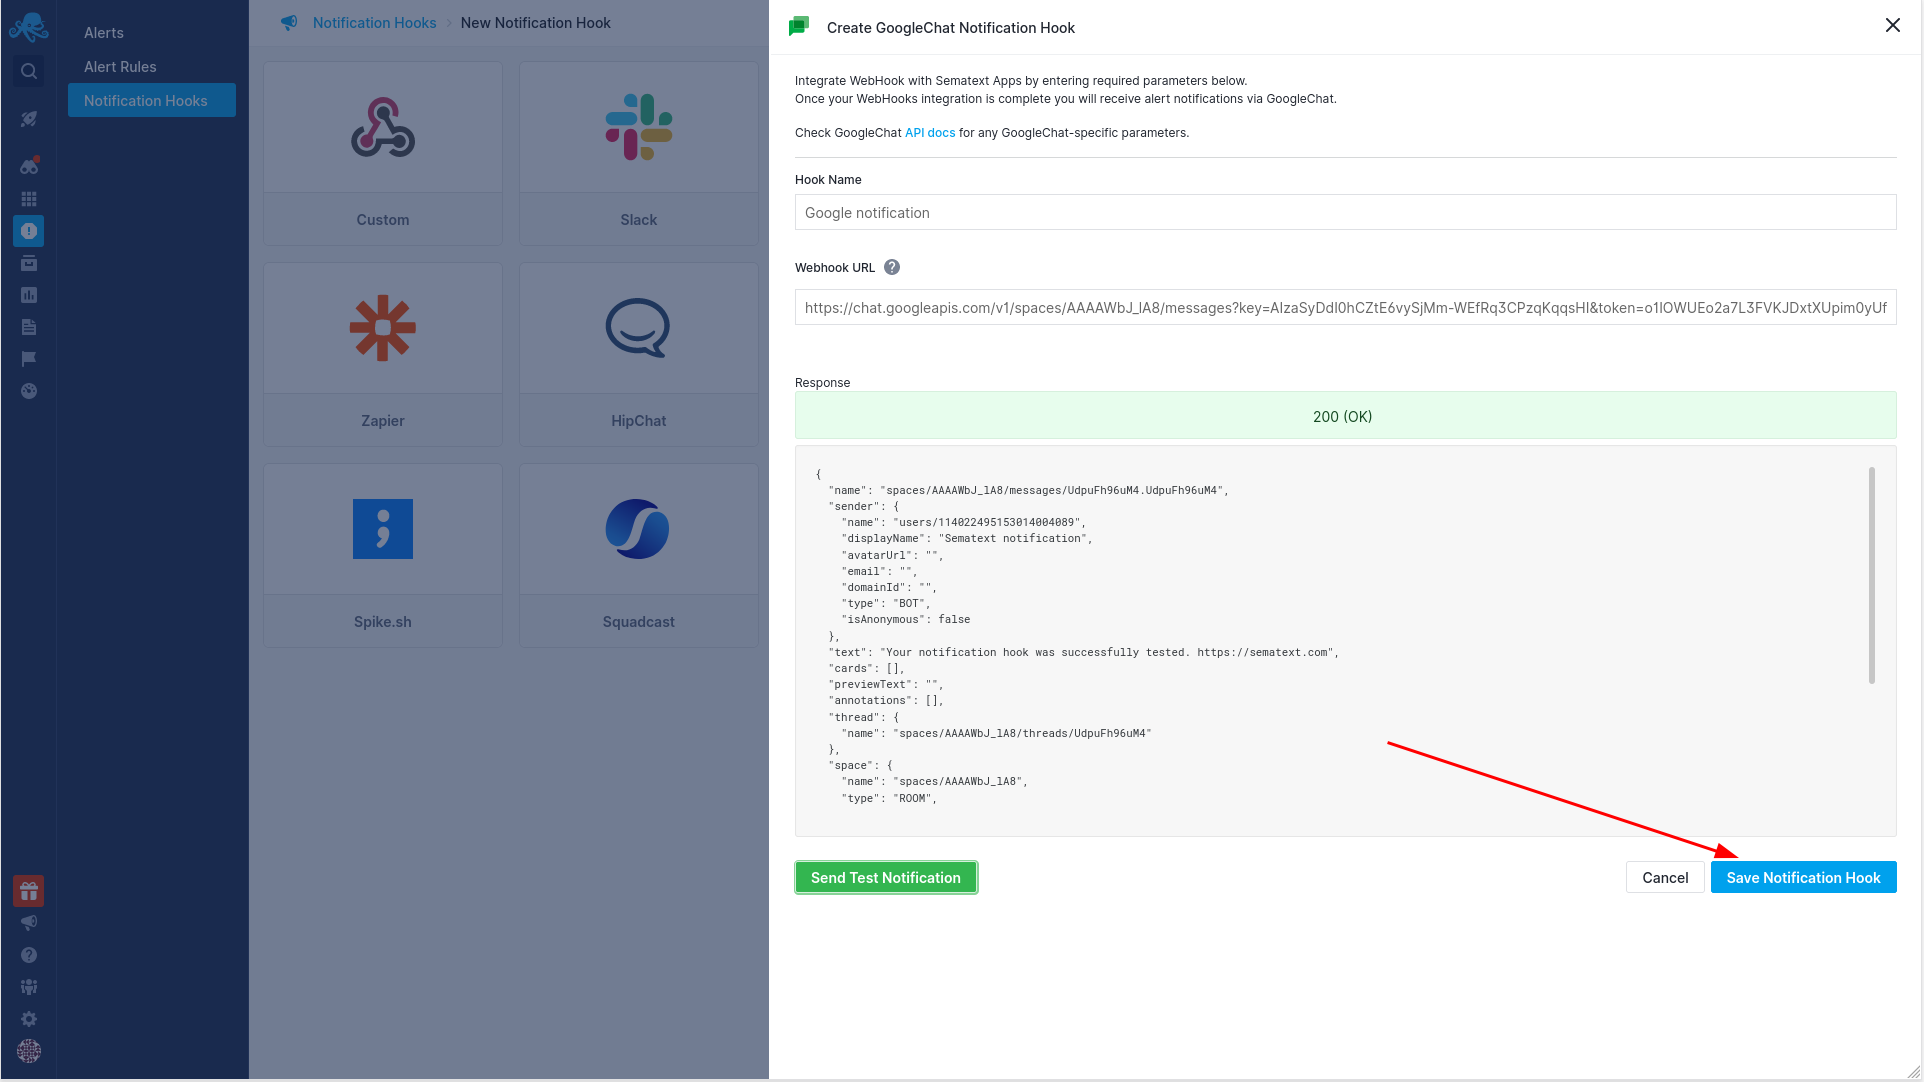 Alerts
Alert Rules
Notification Hooks
Notification Hooks › New Notification Hook
Custom
Slack
Zapier
HipChat
Spike.sh
Squadcast
Create GoogleChat Notification Hook
Integrate WebHook with Sematext Apps by entering required parameters below.
Once your WebHooks integration is complete you will receive alert notifications via GoogleChat.
Check GoogleChat API docs for any GoogleChat-specific parameters.
Hook Name
Google notification
Webhook URL ?
https://chat.googleapis.com/v1/spaces/AAAAWbJ_lA8/messages?key=AIzaSyDdI0hCZtE6vySjMm-WEfRq3CPzqKqqsHI&token=o1IOWUEo2a7L3FVKJDxtXUpim0yUf
Response
200 (OK)
{
"name": "spaces/AAAAWbJ_lA8/messages/UdpuFh96uM4.UdpuFh96uM4",
"sender": {
"name": "users/114022495153014004089",
"displayName": "Sematext notification",
"avatarUrl": "",
"email": "",
"domainId": "",
"type": "BOT",
"isAnonymous": false
},
"text": "Your notification hook was successfully tested. https://sematext.com",
"cards": [],
"previewText": "",
"annotations": [],
"thread": {
"name": "spaces/AAAAWbJ_lA8/threads/UdpuFh96uM4"
},
"space": {
"name": "spaces/AAAAWbJ_lA8",
"type": "ROOM",
Send Test Notification
Cancel
Save Notification Hook